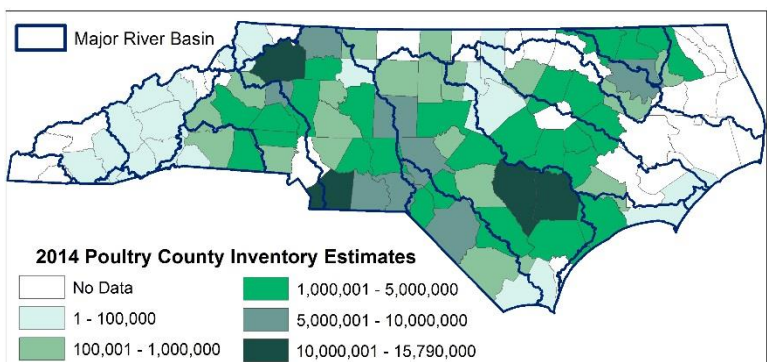 Major River Basin
2014 Poultry County Inventory Estimates
No Data
1 - 100,000
100,001 - 1,000,000
1,000,001 - 5,000,000
5,000,001 - 10,000,000
10,000,001 - 15,790,000